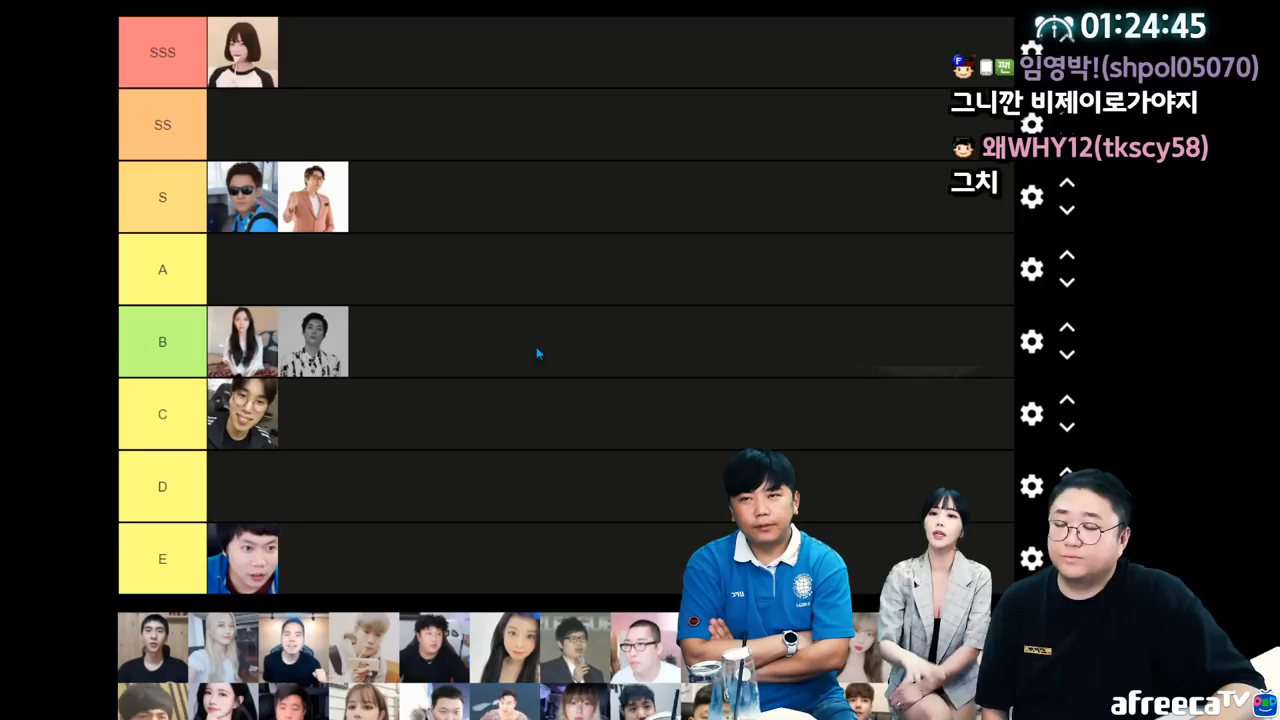 SSS
01:24:45
임영박!(shpol05070)
그니깐 비제이로가야지
SS
왜WHY12(tkscy58)
그치
S
A
B
C
D
E
afreecaTV